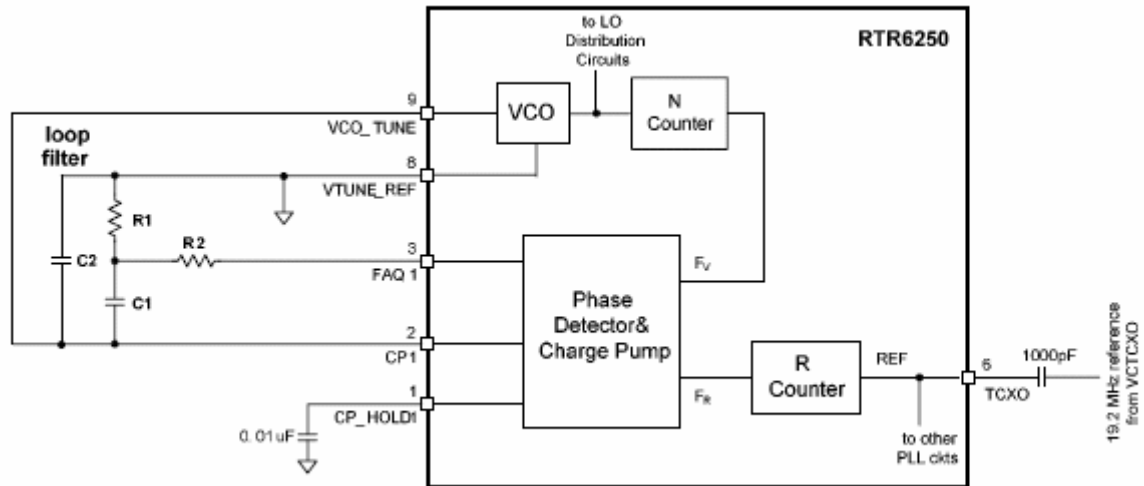 to LO
Distribution
Circuits
RTR6250
9
VCO_TUNE
VCO
N
Counter
loop
filter
8
VTUNE_REF
R1
R2
C2
C1
3
FAQ 1
FV
Phase
Detector&
Charge Pump
2
CP1
1
CP_HOLD1
0.01uF
FR
R
Counter
REF
6
TCXO
1000pF
19.2 MHz reference
from VCTCXO
to other
PLL ckts